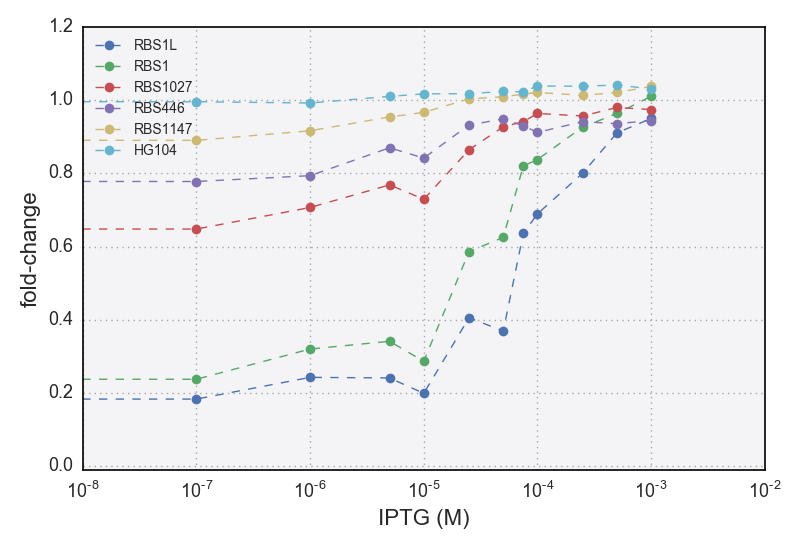 1.2
1.0
0.8
0.6
0.4
0.2
0.0
fold-change
RBS1L
RBS1
RBS1027
RBS446
RBS1147
HG104
10⁻⁸ 10⁻⁷ 10⁻⁶ 10⁻⁵ 10⁻⁴ 10⁻³ 10⁻²
IPTG (M)